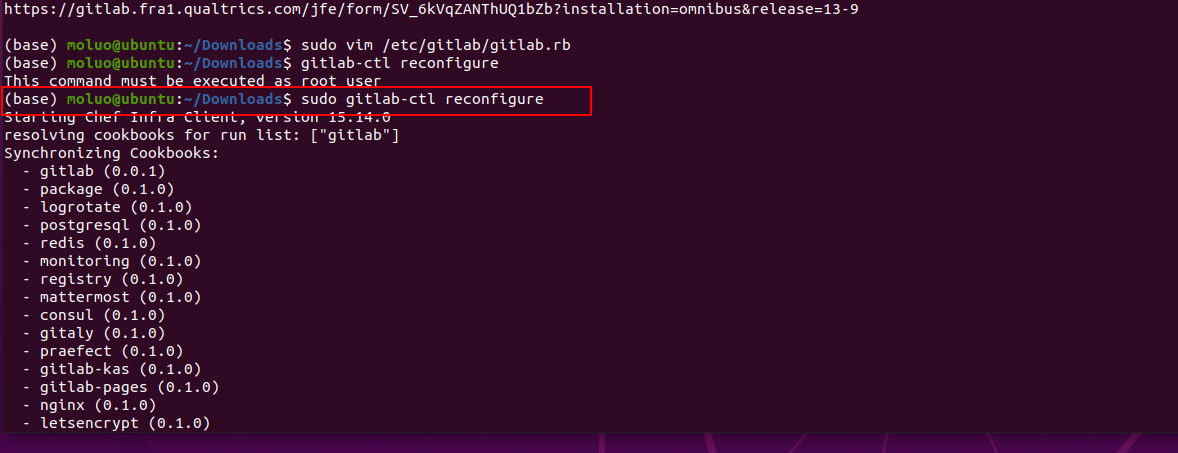 https://gitlab.fra1.qualtrics.com/jfe/form/SV_6kVqZANThUQ1bZb?installation=omnibus&release=13-9
(base) moluo@ubuntu:~/Downloads$ sudo vim /etc/gitlab/gitlab.rb
(base) moluo@ubuntu:~/Downloads$ gitlab-ctl reconfigure
This command must be executed as root user
(base) moluo@ubuntu:~/Downloads$ sudo gitlab-ctl reconfigure
Starting Chef Infra Client, version 15.14.0
resolving cookbooks for run list: ["gitlab"]
Synchronizing Cookbooks:
  - gitlab (0.0.1)
  - package (0.1.0)
  - logrotate (0.1.0)
  - postgresql (0.1.0)
  - redis (0.1.0)
  - monitoring (0.1.0)
  - registry (0.1.0)
  - mattermost (0.1.0)
  - consul (0.1.0)
  - gitaly (0.1.0)
  - praefect (0.1.0)
  - gitlab-kas (0.1.0)
  - gitlab-pages (0.1.0)
  - nginx (0.1.0)
  - letsencrypt (0.1.0)